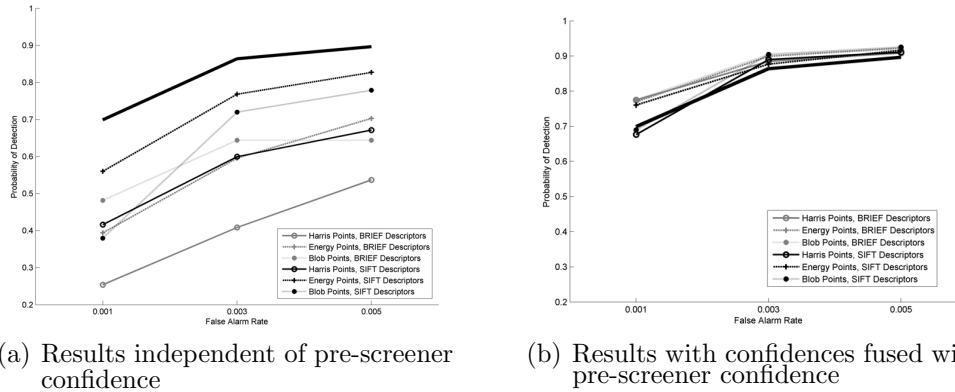 1
0.9
0.8
0.7
0.6
0.5
0.4
0.3
0.2
Probability of Detection
0.001
0.003
0.005
False Alarm Rate
Harris Points, BRIEF Descriptors
Energy Points, BRIEF Descriptors
Blob Points, BRIEF Descriptors
Harris Points, SIFT Descriptors
Energy Points, SIFT Descriptors
Blob Points, SIFT Descriptors
a) Results independent of pre-screener
confidence
1
0.9
0.8
0.7
0.6
0.5
0.4
0.3
0.2
Probability of Detection
0.001
0.003
0.005
False Alarm Rate
Harris Points, BRIEF Descriptors
Energy Points, BRIEF Descriptors
Blob Points, BRIEF Descriptors
Harris Points, SIFT Descriptors
Energy Points, SIFT Descriptors
Blob Points, SIFT Descriptors
(b) Results with confidences fused wi
pre-screener confidence